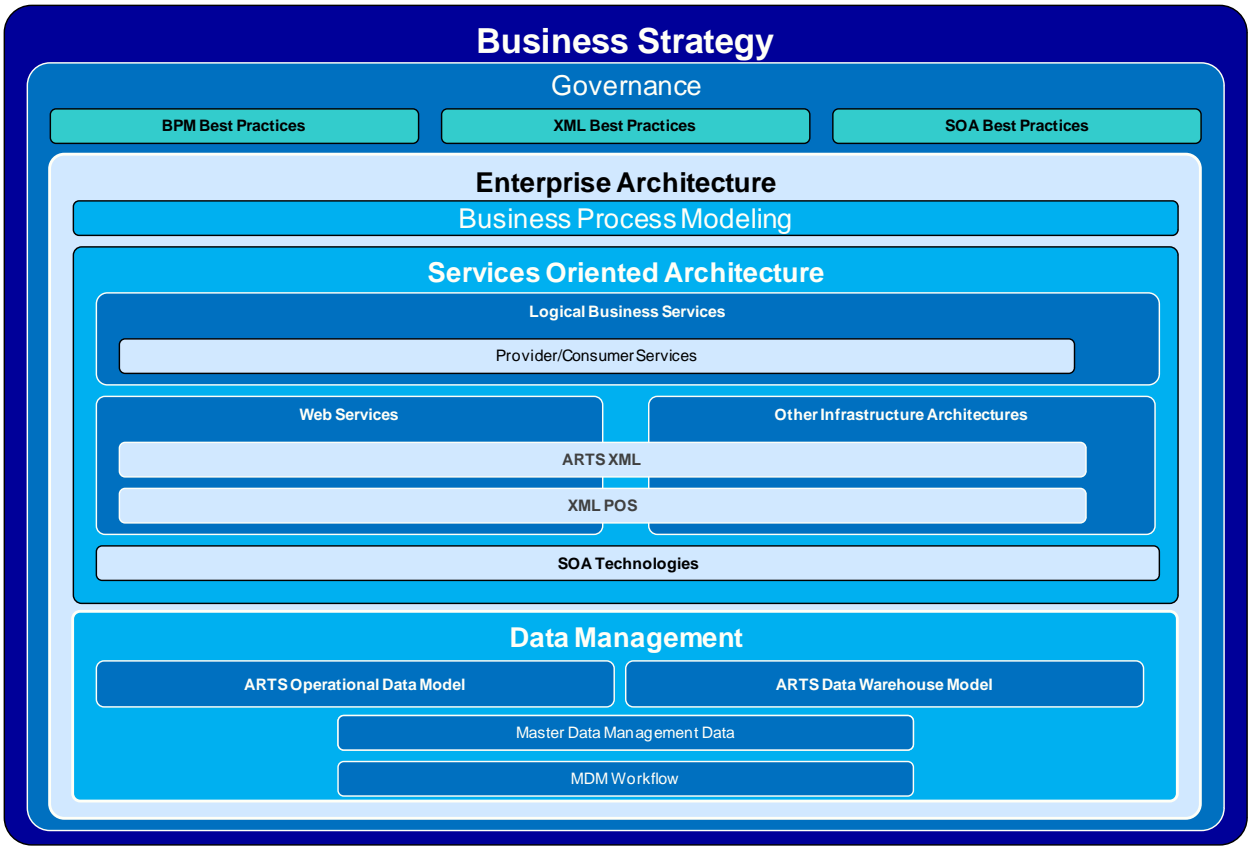 Business Strategy
Governance
BPM Best Practices
XML Best Practices
SOA Best Practices
Enterprise Architecture
Business Process Modeling
Services Oriented Architecture
Logical Business Services
Provider/Consumer Services
Web Services
Other Infrastructure Architectures
ARTS XML
XML POS
SOA Technologies
Data Management
ARTS Operational Data Model
ARTS Data Warehouse Model
Master Data Management Data
MDM Workflow